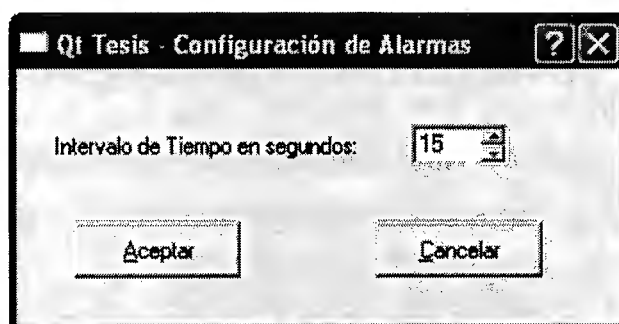 Qt Tesis - Configuración de Alarmas
Intervalo de Tiempo en segundos: 15
Aceptar Cancelar